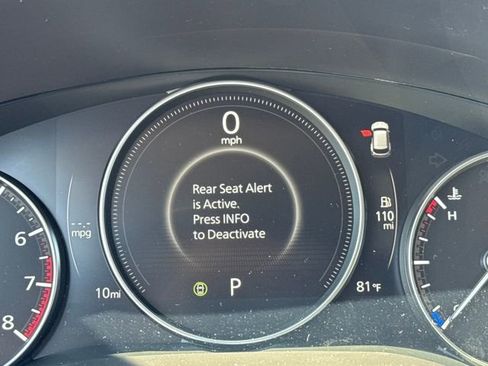 0
mph
Rear Seat Alert
is Active.
Press INFO
to Deactivate
--- mpg
110
mi
10mi
P
81°F
6
7
8
H
C